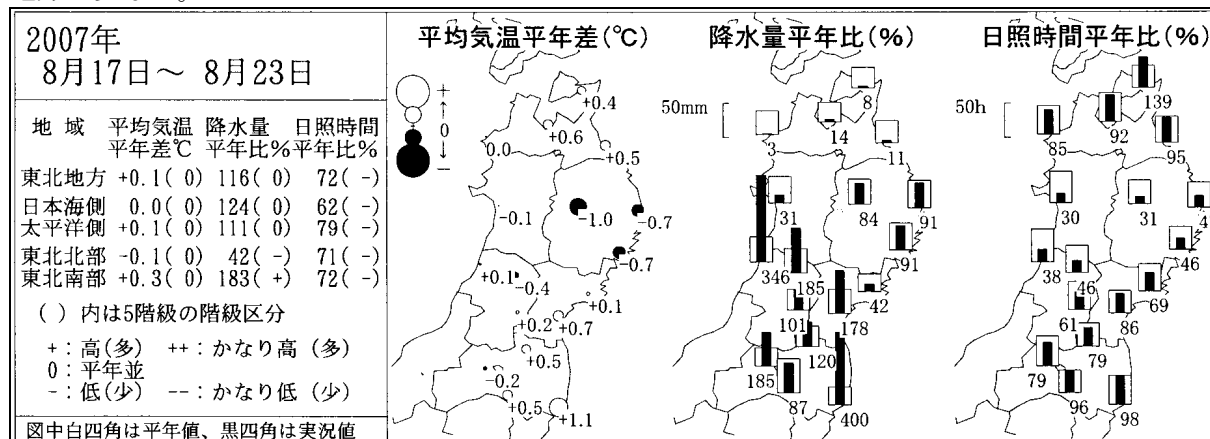 2007年
8月17日～ 8月23日
地 域 平均気温 降水量 日照時間
平年差℃ 平年比% 平年比%
東北地方 +0.1( 0) 116( 0) 72( -)
日本海側 0.0( 0) 124( 0) 62( -)
太平洋側 +0.1( 0) 111( 0) 79( -)
東北北部 -0.1( 0) 42( -) 71( -)
東北南部 +0.3( 0) 183( +) 72( -)
( ) 内は5階級の階級区分
+：高(多) ++：かなり高 (多)
0：平年並
-：低(少) --：かなり低 (少)
図中白四角は平年値、黒四角は実況値
平均気温平年差(℃)
+
↑
0
↓
-
+0.4
+0.6
0.0
+0.5
-0.1
-1.0
-0.7
-0.7
+0.1
-0.4
+0.1
+0.2
+0.7
+0.5
-0.2
+0.5
+1.1
降水量平年比(%)
50mm
8
14
3
11
31
84
91
91
346
185
42
101
178
120
185
87
400
日照時間平年比(%)
50h
139
92
85
95
30
31
4
46
38
46
69
61
86
79
79
96
98